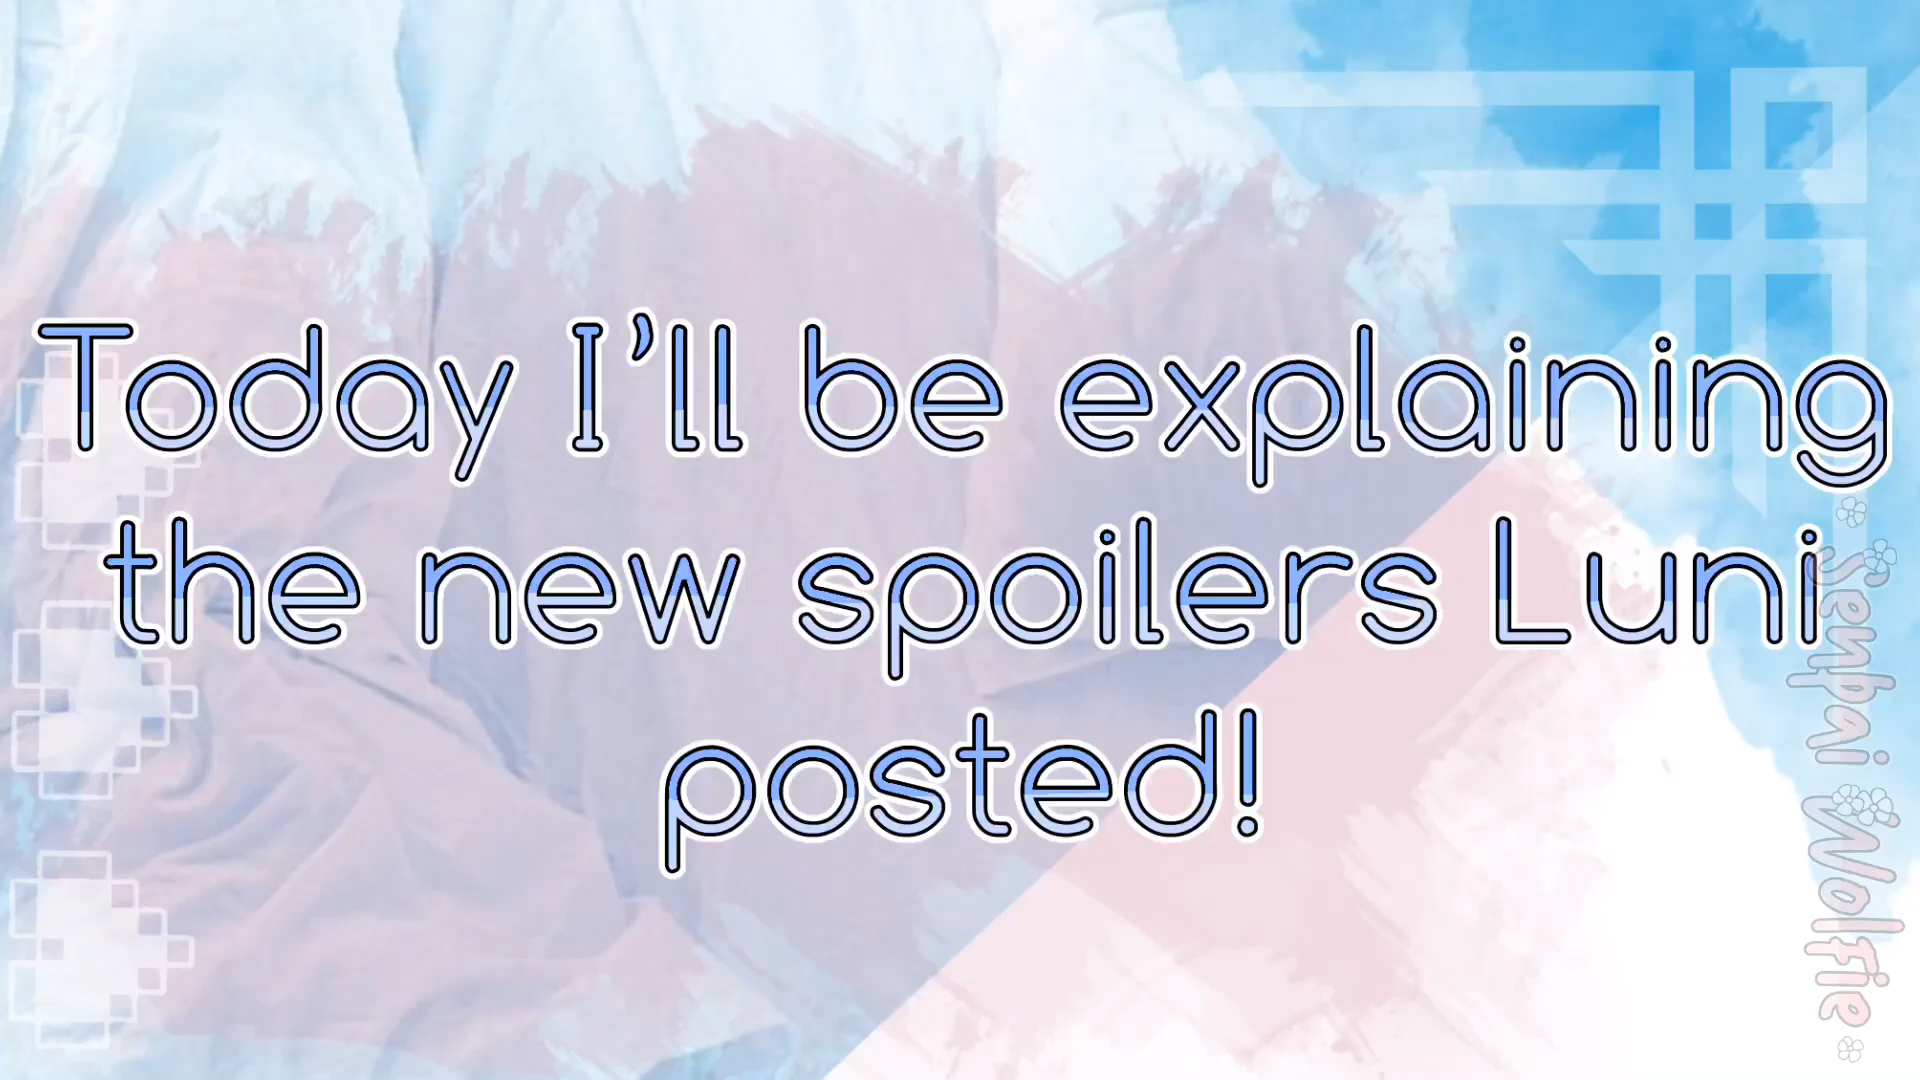 Today I’ll be explaining
the new spoilers Luni
posted!
Senpai Wolfie